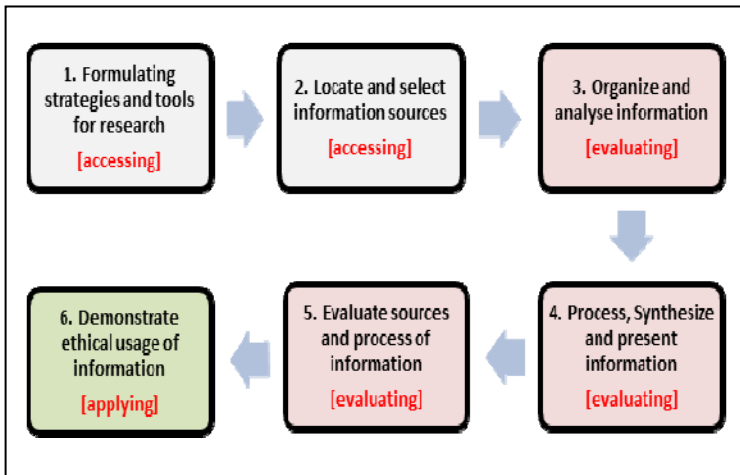 1. Formulating
strategies and tools
for research
[accessing]
2. Locate and select
information sources
[accessing]
3. Organize and
analyse information
[evaluating]
4. Process, Synthesize
and present
information
[evaluating]
5. Evaluate sources
and process of
information
[evaluating]
6. Demonstrate
ethical usage of
information
[applying]